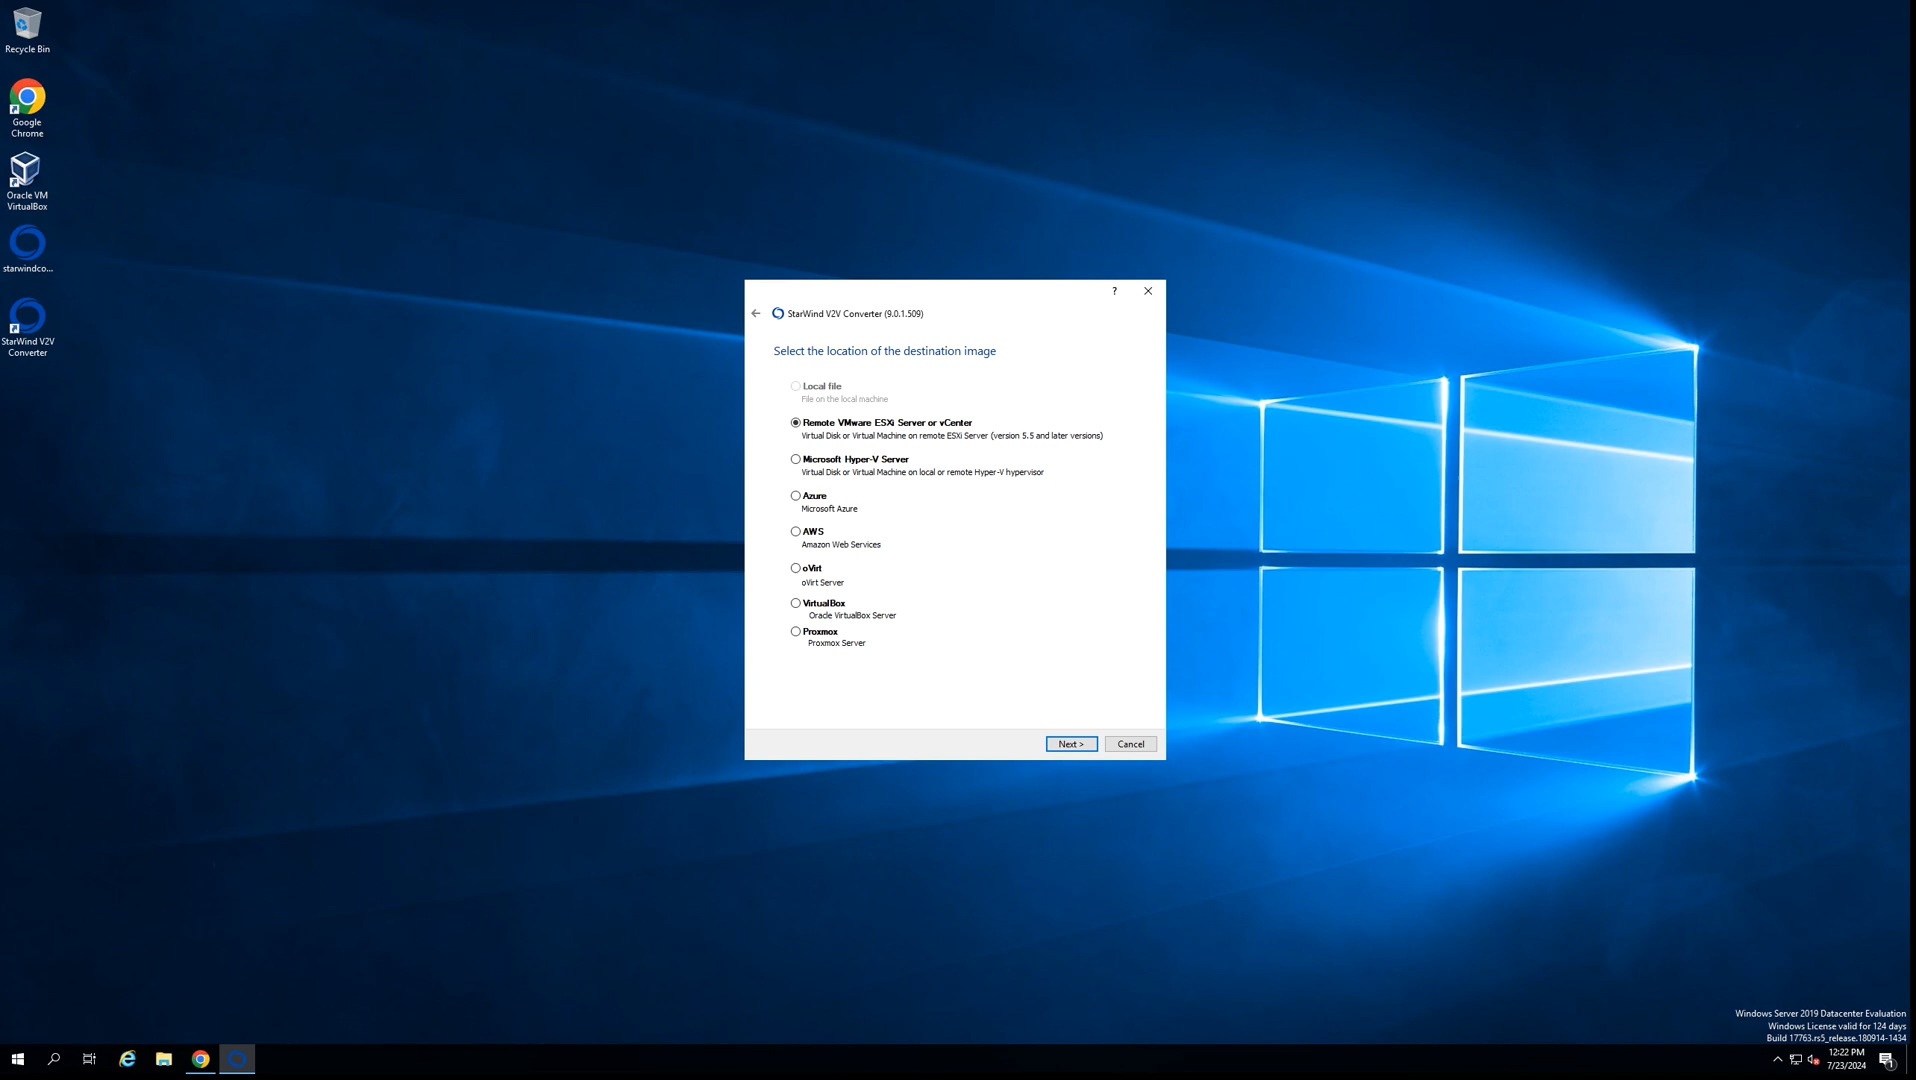 Recycle Bin
Google
Chrome
Oracle VM
VirtualBox
starwindco...
StarWind V2V
Converter
?
StarWind V2V Converter (9.0.1.509)
Select the location of the destination image
Local file
File on the local machine
Remote VMware ESXi Server or vCenter
Virtual Disk or Virtual Machine on remote ESXi Server (version 5.5 and later versions)
Microsoft Hyper-V Server
Virtual Disk or Virtual Machine on local or remote Hyper-V hypervisor
Azure
Microsoft Azure
AWS
Amazon Web Services
oVirt
oVirt Server
VirtualBox
Oracle VirtualBox Server
Proxmox
Proxmox Server
Next >
Cancel
Windows Server 2019 Datacenter Evaluation
Windows License valid for 124 days
Build 17763.rs5_release.180914-1434
12:22 PM
7/23/2024
1